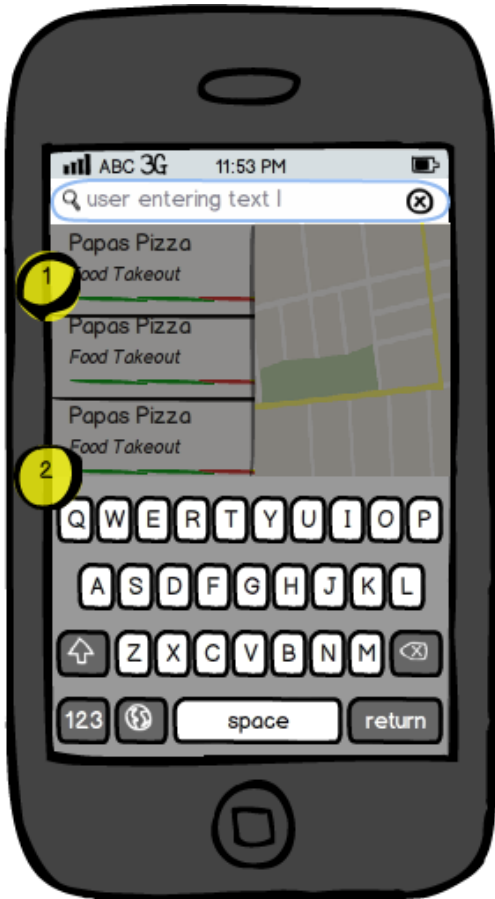 ABC 3G 11:53 PM
user entering text
Papas Pizza
1
Food Takeout
Papas Pizza
Food Takeout
Papas Pizza
Food Takeout
2
Q W E R T Y U I O P
A S D F G H J K L
Z X C V B N M
123 space return